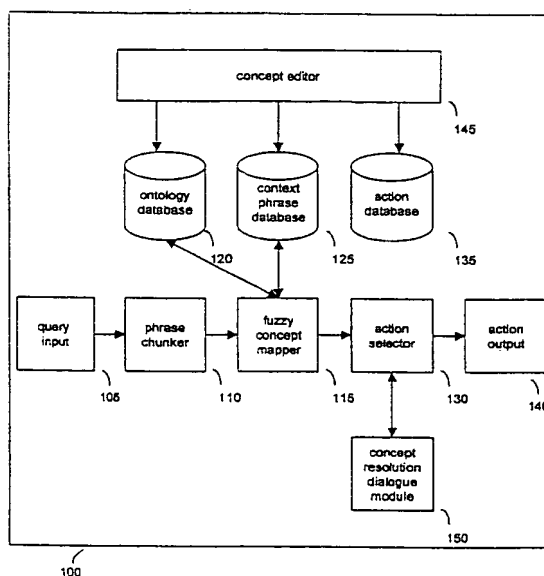 concept editor
145
ontology
database
context
phrase
database
action
database
120
125
135
query
input
phrase
chunker
fuzzy
concept
mapper
action
selector
action
output
105
110
115
130
140
concept
resolution
dialogue
module
150
100